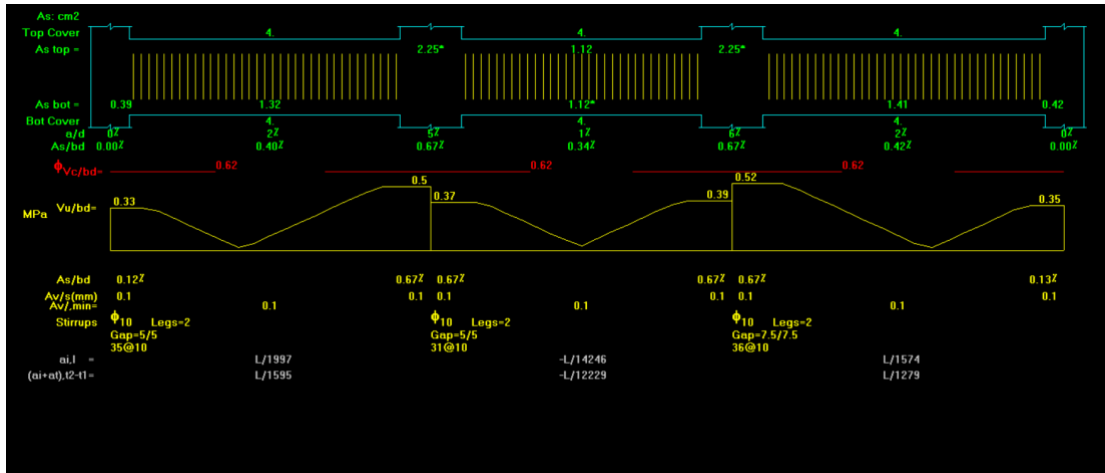 As: cm2
Top Cover 4. 4. 4.
As top = 2.25* 1.12 2.25*
As bot = 0.39 1.32 1.12* 1.41 0.42
Bot Cover 4. 4. 4.
a/d 0% 2% 5% 1% 6% 2% 0%
As/bd 0.00% 0.40% 0.67% 0.34% 0.67% 0.42% 0.00%
ϕVc/bd= 0.62 0.62 0.62
MPa Vu/bd= 0.33 0.5 0.37 0.39 0.52 0.35
As/bd 0.12% 0.67% 0.67% 0.67% 0.67% 0.13%
Av/s(mm) 0.1 0.1 0.1 0.1 0.1 0.1
Av/,min= 0.1 0.1 0.1
Stirrups ϕ10 Legs=2 ϕ10 Legs=2 ϕ10 Legs=2
Gap=5/5 Gap=5/5 Gap=7.5/7.5
35@10 31@10 36@10
ai,l = L/1997 -L/14246 L/1574
(ai+at),t2-t1= L/1595 -L/12229 L/1279